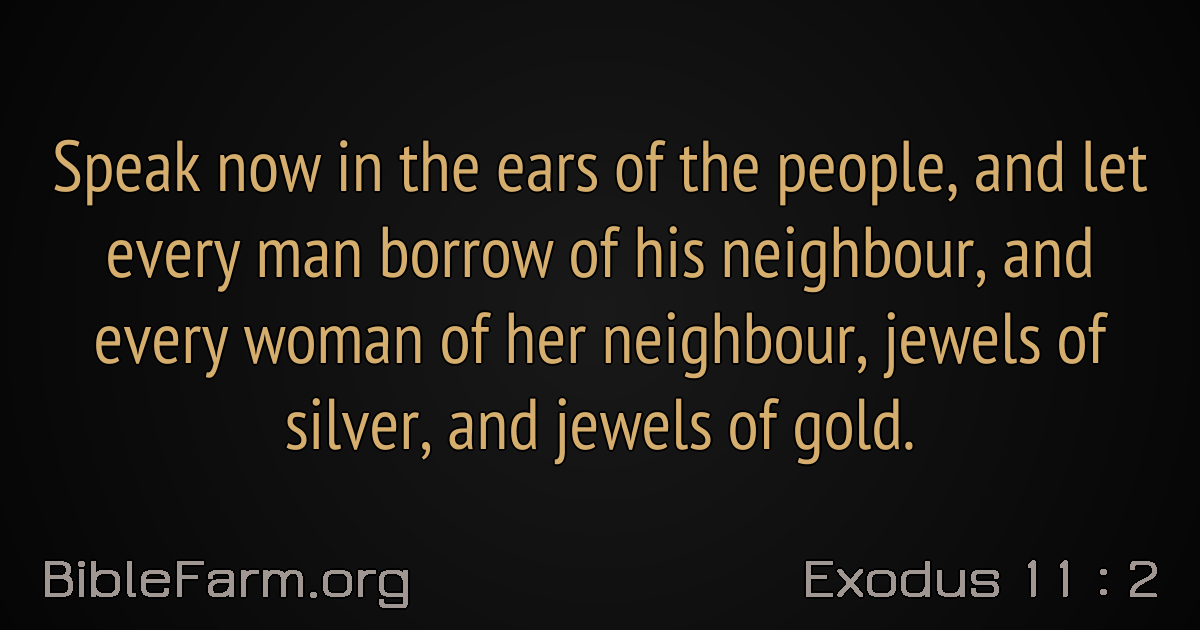 Speak now in the ears of the people, and let
every man borrow of his neighbour, and
every woman of her neighbour, jewels of
silver, and jewels of gold.
BibleFarm.org
Exodus 11 : 2